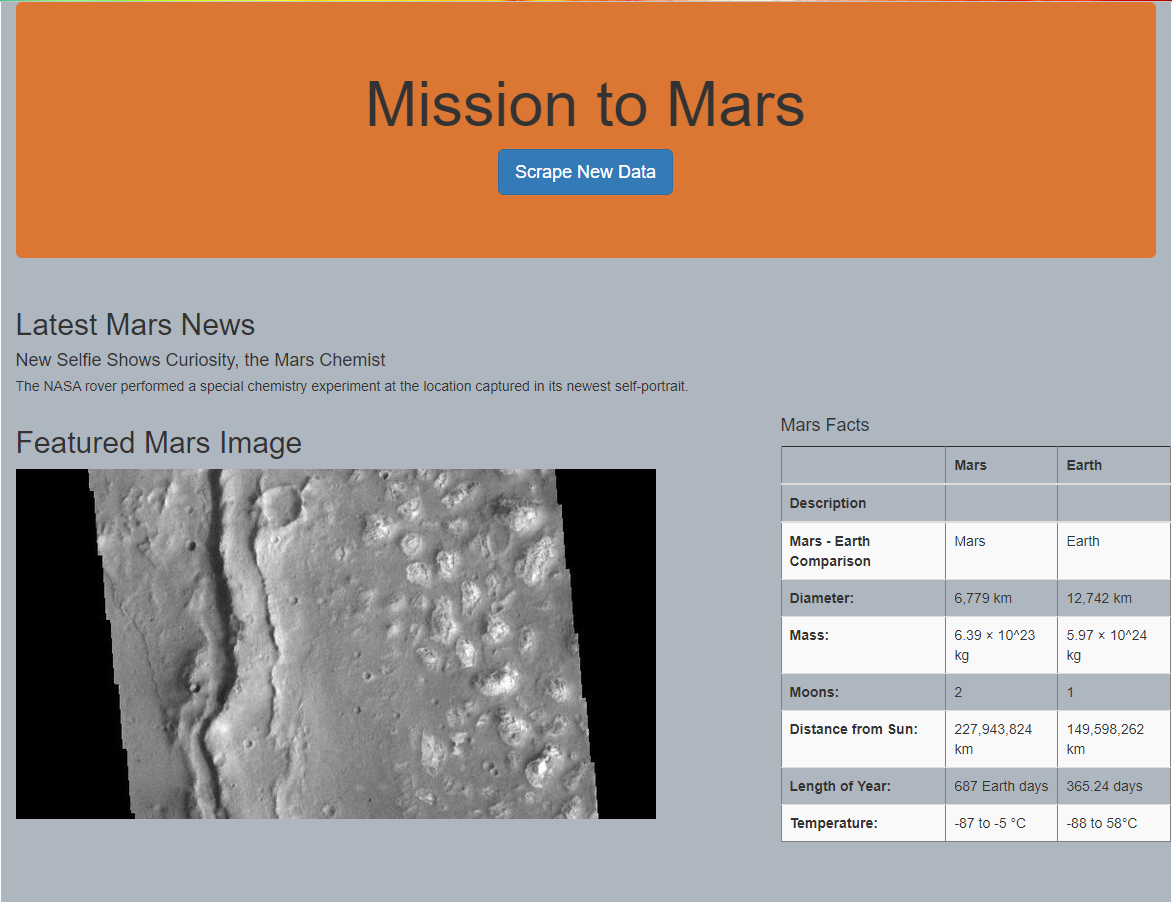 Mission to Mars
Scrape New Data
Latest Mars News
New Selfie Shows Curiosity, the Mars Chemist
The NASA rover performed a special chemistry experiment at the location captured in its newest self-portrait.
Featured Mars Image
Mars Facts
Mars Earth
Description
Mars - Earth
Comparison
Mars Earth
Diameter: 6,779 km 12,742 km
Mass: 6.39 × 10^23 5.97 × 10^24
kg kg
Moons: 2 1
Distance from Sun: 227,943,824 149,598,262
km km
Length of Year: 687 Earth days 365.24 days
Temperature: -87 to -5 °C -88 to 58°C